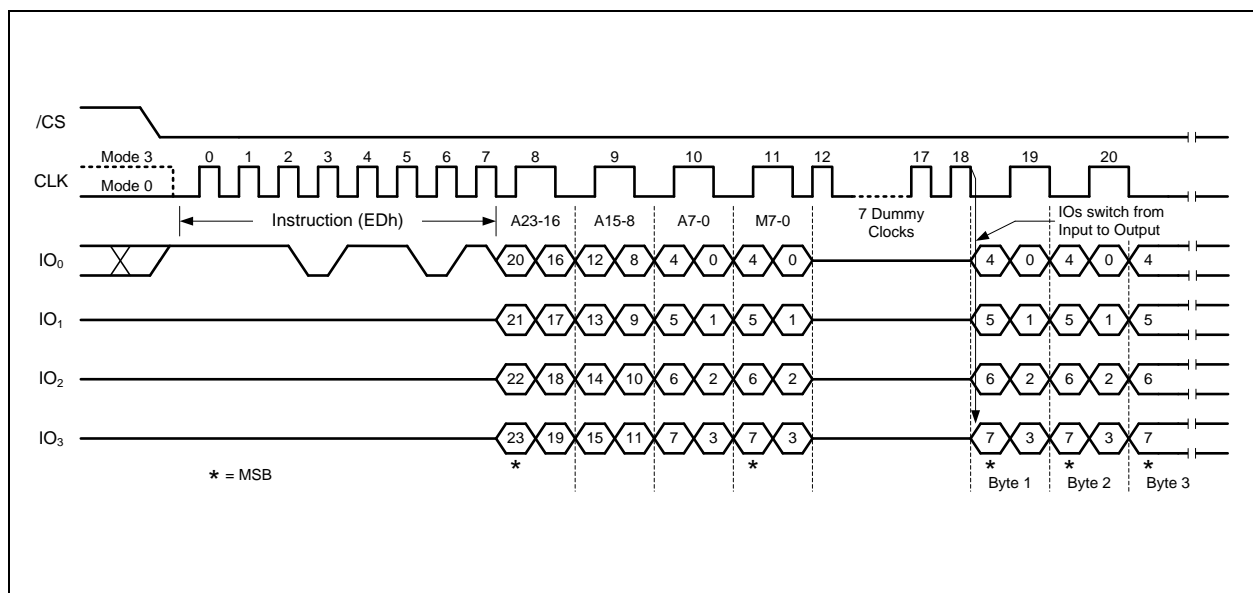 /CS
Mode 3
0 1 2 3 4 5 6 7 8 9 10 11 12 17 18 19 20
CLK
Mode 0
Instruction (EDh) A23-16 A15-8 A7-0 M7-0 7 Dummy Clocks IOs switch from
Input to Output
IO₀ 20 16 12 8 4 0 4 0 4 0 4 0 4
IO₁ 21 17 13 9 5 1 5 1 5 1 5 1 5
IO₂ 22 18 14 10 6 2 6 2 6 2 6 2 6
IO₃ 23 19 15 11 7 3 7 3 7 3 7 3 7
* * * * *
* = MSB
Byte 1 Byte 2 Byte 3